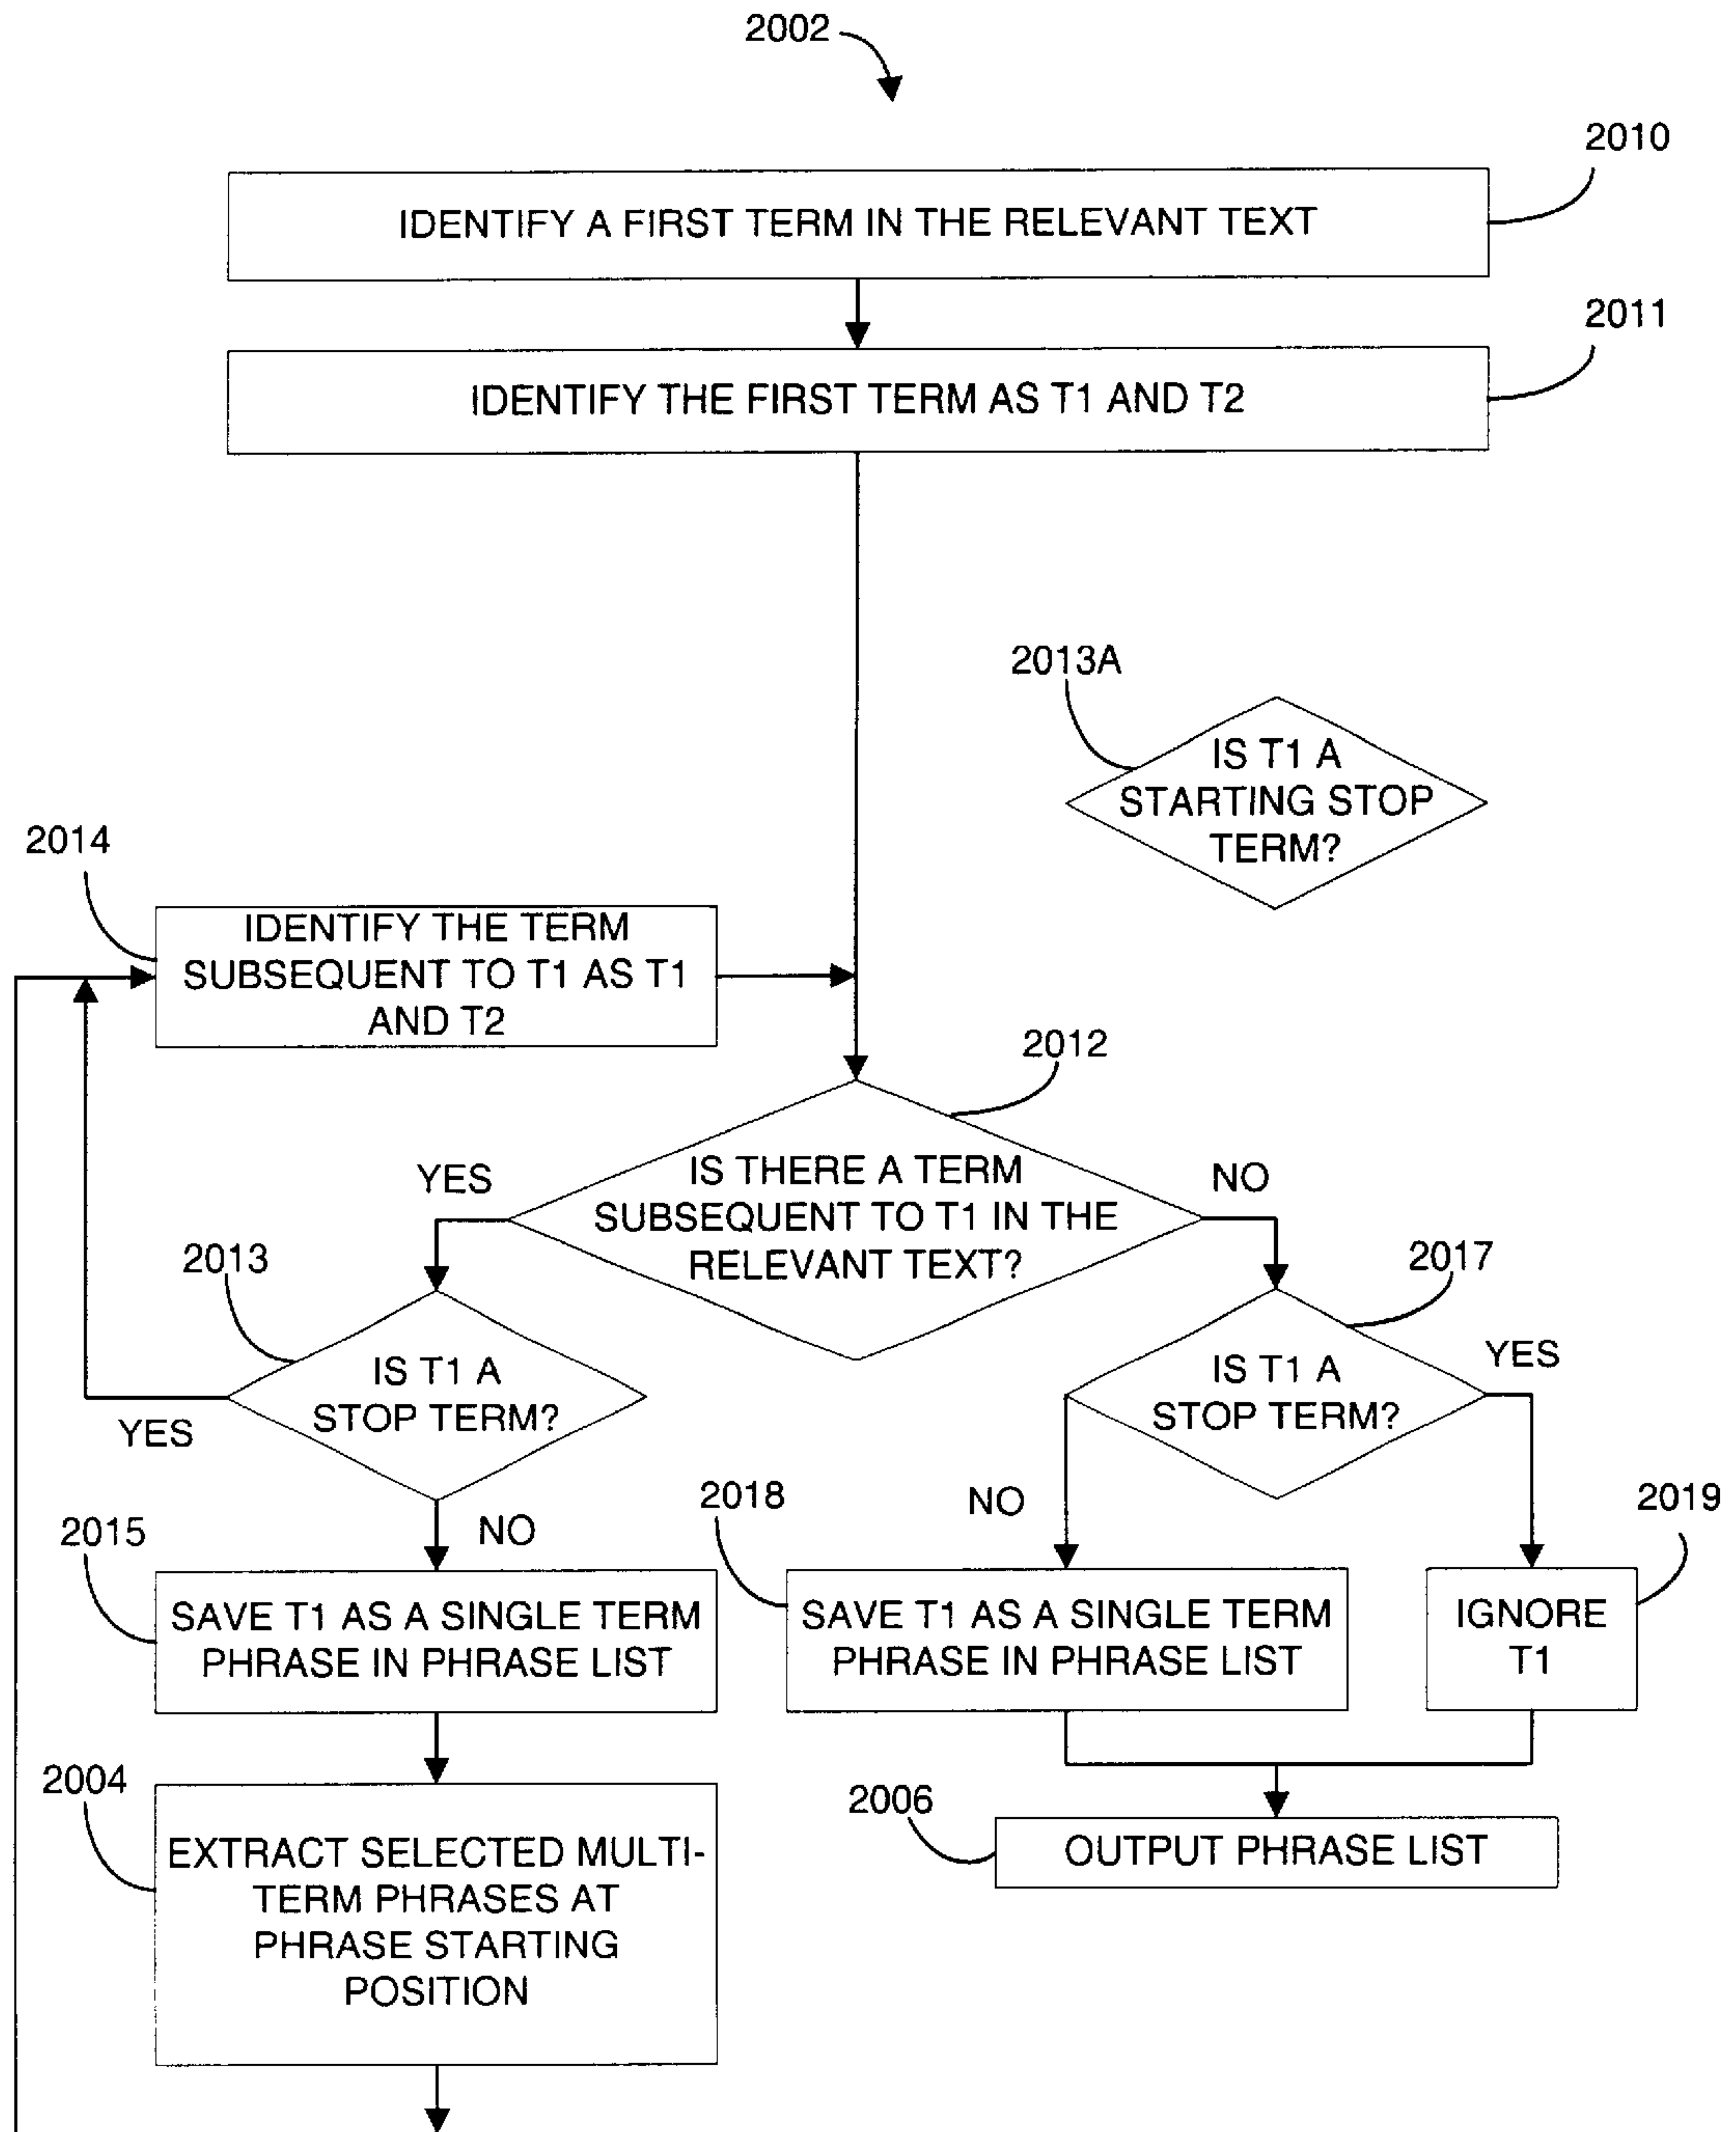 2002
2010
IDENTIFY A FIRST TERM IN THE RELEVANT TEXT
2011
IDENTIFY THE FIRST TERM AS T1 AND T2
2013A
IS T1 A
STARTING STOP
TERM?
2014
IDENTIFY THE TERM
SUBSEQUENT TO T1 AS T1
AND T2
2012
IS THERE A TERM
SUBSEQUENT TO T1 IN THE
RELEVANT TEXT?
YES
NO
2013
IS T1 A
STOP TERM?
YES
NO
2017
IS T1 A
STOP TERM?
YES
NO
2015
SAVE T1 AS A SINGLE TERM
PHRASE IN PHRASE LIST
2018
SAVE T1 AS A SINGLE TERM
PHRASE IN PHRASE LIST
2019
IGNORE
T1
2004
EXTRACT SELECTED MULTI-
TERM PHRASES AT
PHRASE STARTING
POSITION
2006
OUTPUT PHRASE LIST